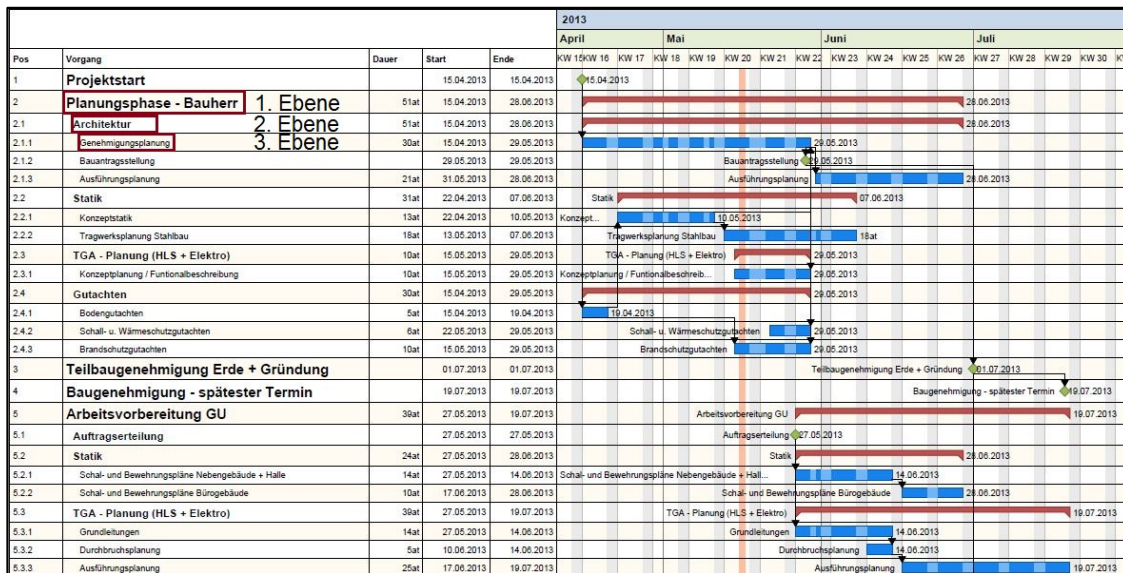 2013
April Mai Juni Juli
Pos Vorgang Dauer Start Ende KW 15 KW 16 KW 17 KW 18 KW 19 KW 20 KW 21 KW 22 KW 23 KW 24 KW 25 KW 26 KW 27 KW 28 KW 29 KW 30
1 Projektstart 15.04.2013 15.04.2013 15.04.2013
2 Planungsphase - Bauherr 1. Ebene 51at 15.04.2013 28.06.2013 28.06.2013
2.1 Architektur 2. Ebene 51at 15.04.2013 28.06.2013 28.06.2013
2.1.1 Genehmigungsplanung 3. Ebene 30at 15.04.2013 29.05.2013 29.05.2013
2.1.2 Bauantragsstellung 29.05.2013 29.05.2013 Bauantragsstellung 29.05.2013
2.1.3 Ausführungsplanung 21at 31.05.2013 28.06.2013 Ausführungsplanung 28.06.2013
2.2 Statik 31at 22.04.2013 07.06.2013 Statik 07.06.2013
2.2.1 Konzeptstatik 13at 22.04.2013 10.05.2013 Konzept... 10.05.2013
2.2.2 Tragwerksplanung Stahlbau 18at 13.05.2013 07.06.2013 Tragwerksplanung Stahlbau 18at
2.3 TGA - Planung (HLS + Elektro) 10at 15.05.2013 29.05.2013 TGA - Planung (HLS + Elektro) 29.05.2013
2.3.1 Konzeptplanung / Funtionalbeschreibung 10at 15.05.2013 29.05.2013 Konzeptplanung / Funtionalbeschreib... 29.05.2013
2.4 Gutachten 30at 15.04.2013 29.05.2013 29.05.2013
2.4.1 Bodengutachten 5at 15.04.2013 19.04.2013 19.04.2013
2.4.2 Schall- u. Wärmeschutzgutachten 6at 22.05.2013 29.05.2013 Schall- u. Wärmeschutzgutachten 29.05.2013
2.4.3 Brandschutzgutachten 10at 15.05.2013 29.05.2013 Brandschutzgutachten 29.05.2013
3 Teilbaugenehmigung Erde + Gründung 01.07.2013 01.07.2013 Teilbaugenehmigung Erde + Gründung 01.07.2013
4 Baugenehmigung - spätester Termin 19.07.2013 19.07.2013 Baugenehmigung - spätester Termin 19.07.2013
5 Arbeitsvorbereitung GU 39at 27.05.2013 19.07.2013 Arbeitsvorbereitung GU 19.07.2013
5.1 Auftragserteilung 27.05.2013 27.05.2013 Auftragserteilung 27.05.2013
5.2 Statik 24at 27.05.2013 28.06.2013 Statik 28.06.2013
5.2.1 Schal- und Bewehrungspläne Nebengebäude + Halle 14at 27.05.2013 14.06.2013 Schal- und Bewehrungspläne Nebengebäude + Hall... 14.06.2013
5.2.2 Schal- und Bewehrungspläne Bürogebäude 10at 17.06.2013 28.06.2013 Schal- und Bewehrungspläne Bürogebäude 28.06.2013
5.3 TGA - Planung (HLS + Elektro) 39at 27.05.2013 19.07.2013 TGA - Planung (HLS + Elektro) 19.07.2013
5.3.1 Grundleitungen 14at 27.05.2013 14.06.2013 Grundleitungen 14.06.2013
5.3.2 Durchbruchsplanung 5at 10.06.2013 14.06.2013 Durchbruchsplanung 14.06.2013
5.3.3 Ausführungsplanung 25at 17.06.2013 19.07.2013 Ausführungsplanung 19.07.2013